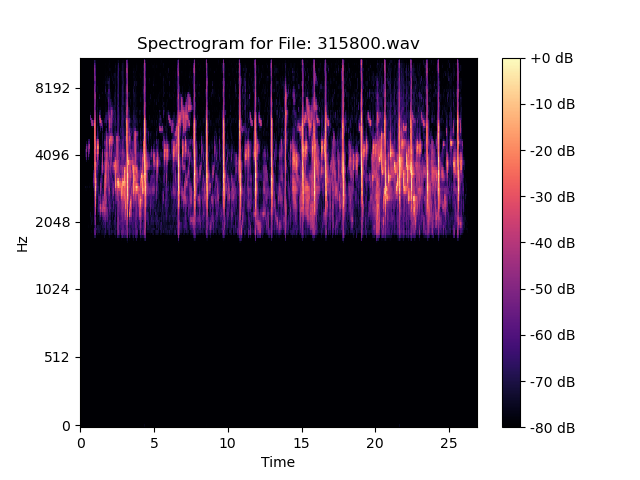 Spectrogram for File: 315800.wav
8192
4096
2048
1024
512
0
Hz
0 5 10 15 20 25
Time
+0 dB
-10 dB
-20 dB
-30 dB
-40 dB
-50 dB
-60 dB
-70 dB
-80 dB